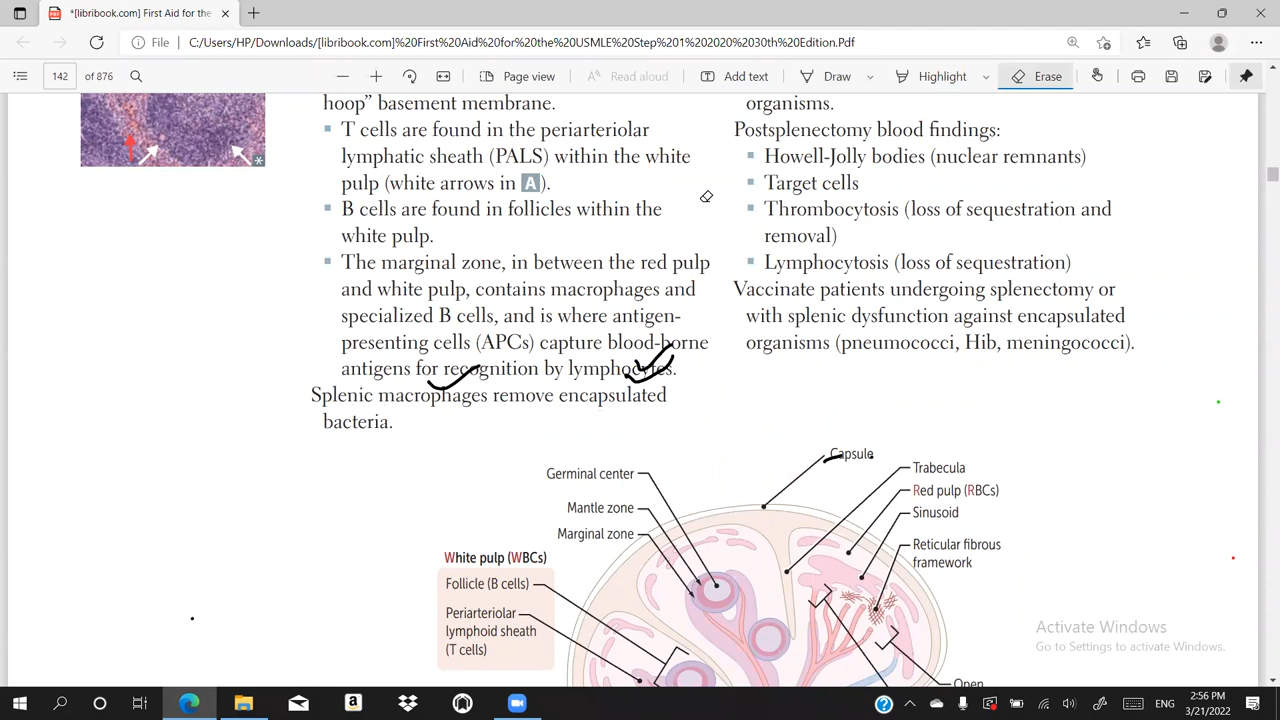 *[libribook.com] First Aid for the
File
C:/Users/HP/Downloads/[libribook.com]%20First%20Aid%20for%20the%20USMLE%20Step%201%202020%2030th%20Edition.Pdf
142 of 876
Page view
Read aloud
Add text
Draw
Highlight
Erase
hoop” basement membrane.
T cells are found in the periarteriolar
lymphatic sheath (PALS) within the white
pulp (white arrows in A).
B cells are found in follicles within the
white pulp.
The marginal zone, in between the red pulp
and white pulp, contains macrophages and
specialized B cells, and is where antigen-
presenting cells (APCs) capture blood-borne
antigens for recognition by lymphocytes.
Splenic macrophages remove encapsulated
bacteria.
organisms.
Postsplenectomy blood findings:
Howell-Jolly bodies (nuclear remnants)
Target cells
Thrombocytosis (loss of sequestration and
removal)
Lymphocytosis (loss of sequestration)
Vaccinate patients undergoing splenectomy or
with splenic dysfunction against encapsulated
organisms (pneumococci, Hib, meningococci).
Capsule
Germinal center
Trabecula
Red pulp (RBCs)
Mantle zone
Sinusoid
Marginal zone
Reticular fibrous
framework
White pulp (WBCs)
Follicle (B cells)
Periarteriolar
lymphoid sheath
(T cells)
Open
Activate Windows
Go to Settings to activate Windows.
ENG
2:56 PM
3/21/2022